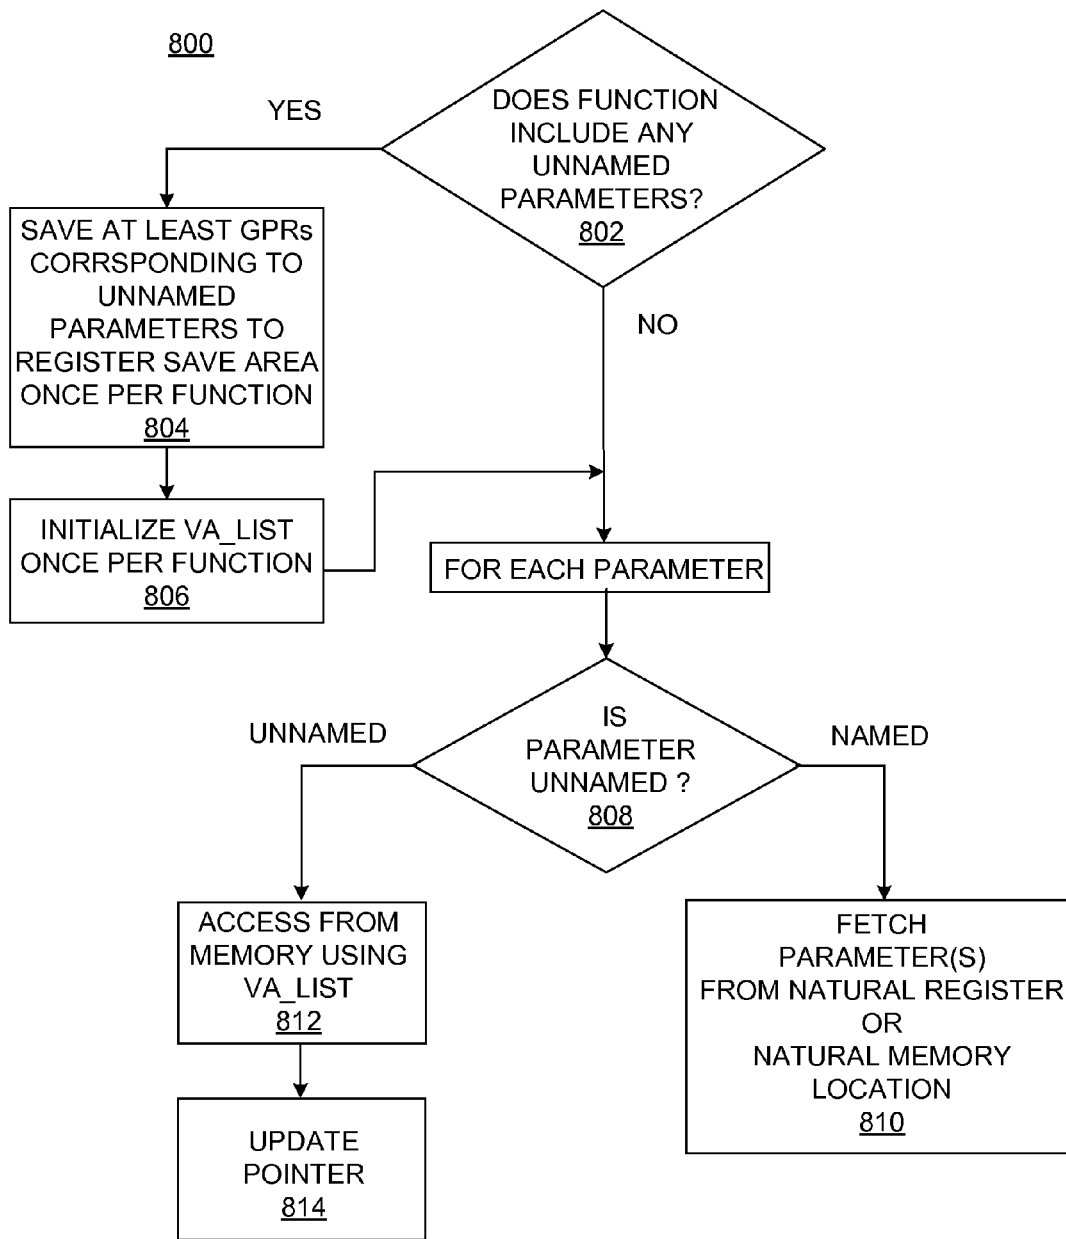 800
DOES FUNCTION
INCLUDE ANY
UNNAMED
PARAMETERS?
802
YES
NO
SAVE AT LEAST GPRs
CORRSPONDING TO
UNNAMED
PARAMETERS TO
REGISTER SAVE AREA
ONCE PER FUNCTION
804
INITIALIZE VA_LIST
ONCE PER FUNCTION
806
FOR EACH PARAMETER
IS
PARAMETER
UNNAMED ?
808
UNNAMED
NAMED
ACCESS FROM
MEMORY USING
VA_LIST
812
UPDATE
POINTER
814
FETCH
PARAMETER(S)
FROM NATURAL REGISTER
OR
NATURAL MEMORY
LOCATION
810